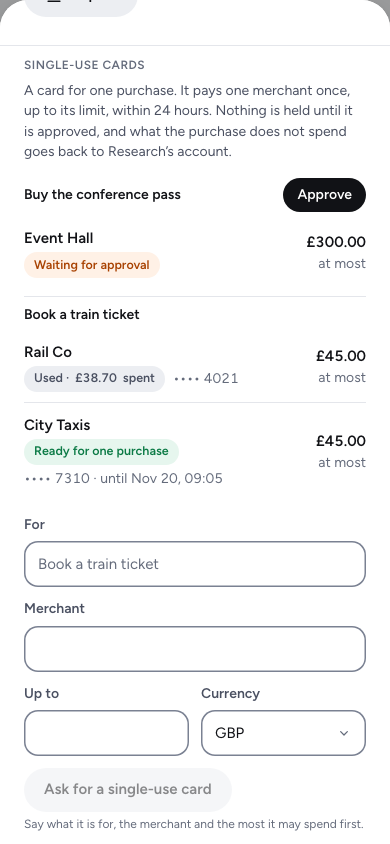 SINGLE-USE CARDS
A card for one purchase. It pays one merchant once,
up to its limit, within 24 hours. Nothing is held until it
is approved, and what the purchase does not spend
goes back to Research’s account.
Buy the conference pass
Approve
Event Hall
£300.00
Waiting for approval
at most
Book a train ticket
Rail Co
£45.00
Used · £38.70 spent
•••• 4021
at most
City Taxis
£45.00
Ready for one purchase
at most
•••• 7310 · until Nov 20, 09:05
For
Book a train ticket
Merchant
Up to
Currency
GBP
Ask for a single-use card
Say what it is for, the merchant and the most it may spend first.